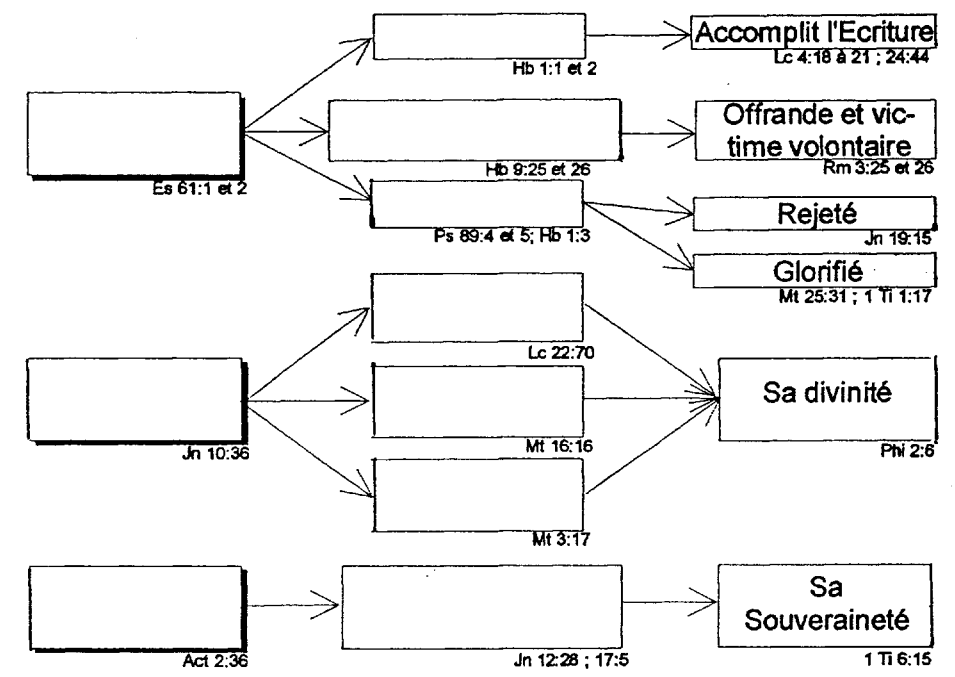 Accomplit l'Ecriture
Hb 1:1 et 2
Lc 4:18 à 21 ; 24:44
Offrande et vic-
time volontaire
Es 61:1 et 2
Hb 9:25 et 26
Rm 3:25 et 26
Rejeté
Ps 89:4 et 5; Hb 1:3
Jn 19:15
Glorifié
Mt 25:31 ; 1 Ti 1:17
Lc 22:70
Sa divinité
Jn 10:36
Mt 16:16
Phi 2:6
Mt 3:17
Sa
Souveraineté
Act 2:36
Jn 12:28 ; 17:5
1 Ti 6:15